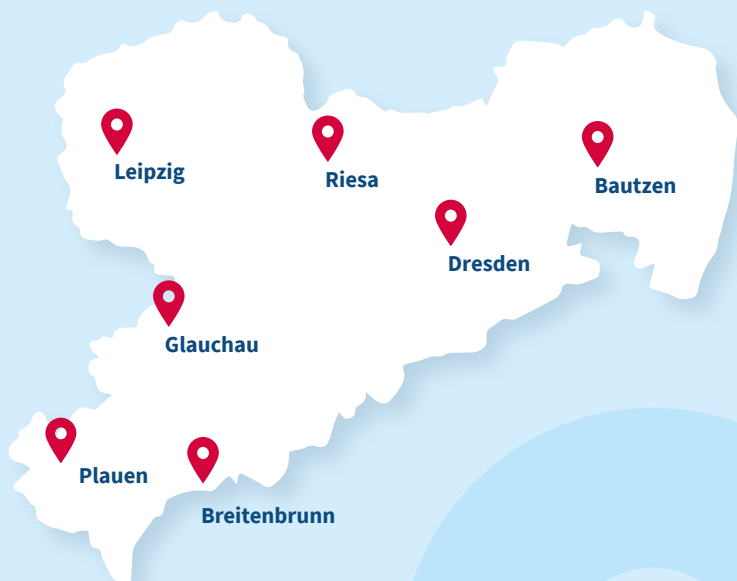 Leipzig
Riesa
Bautzen
Dresden
Glauchau
Plauen
Breitenbrunn